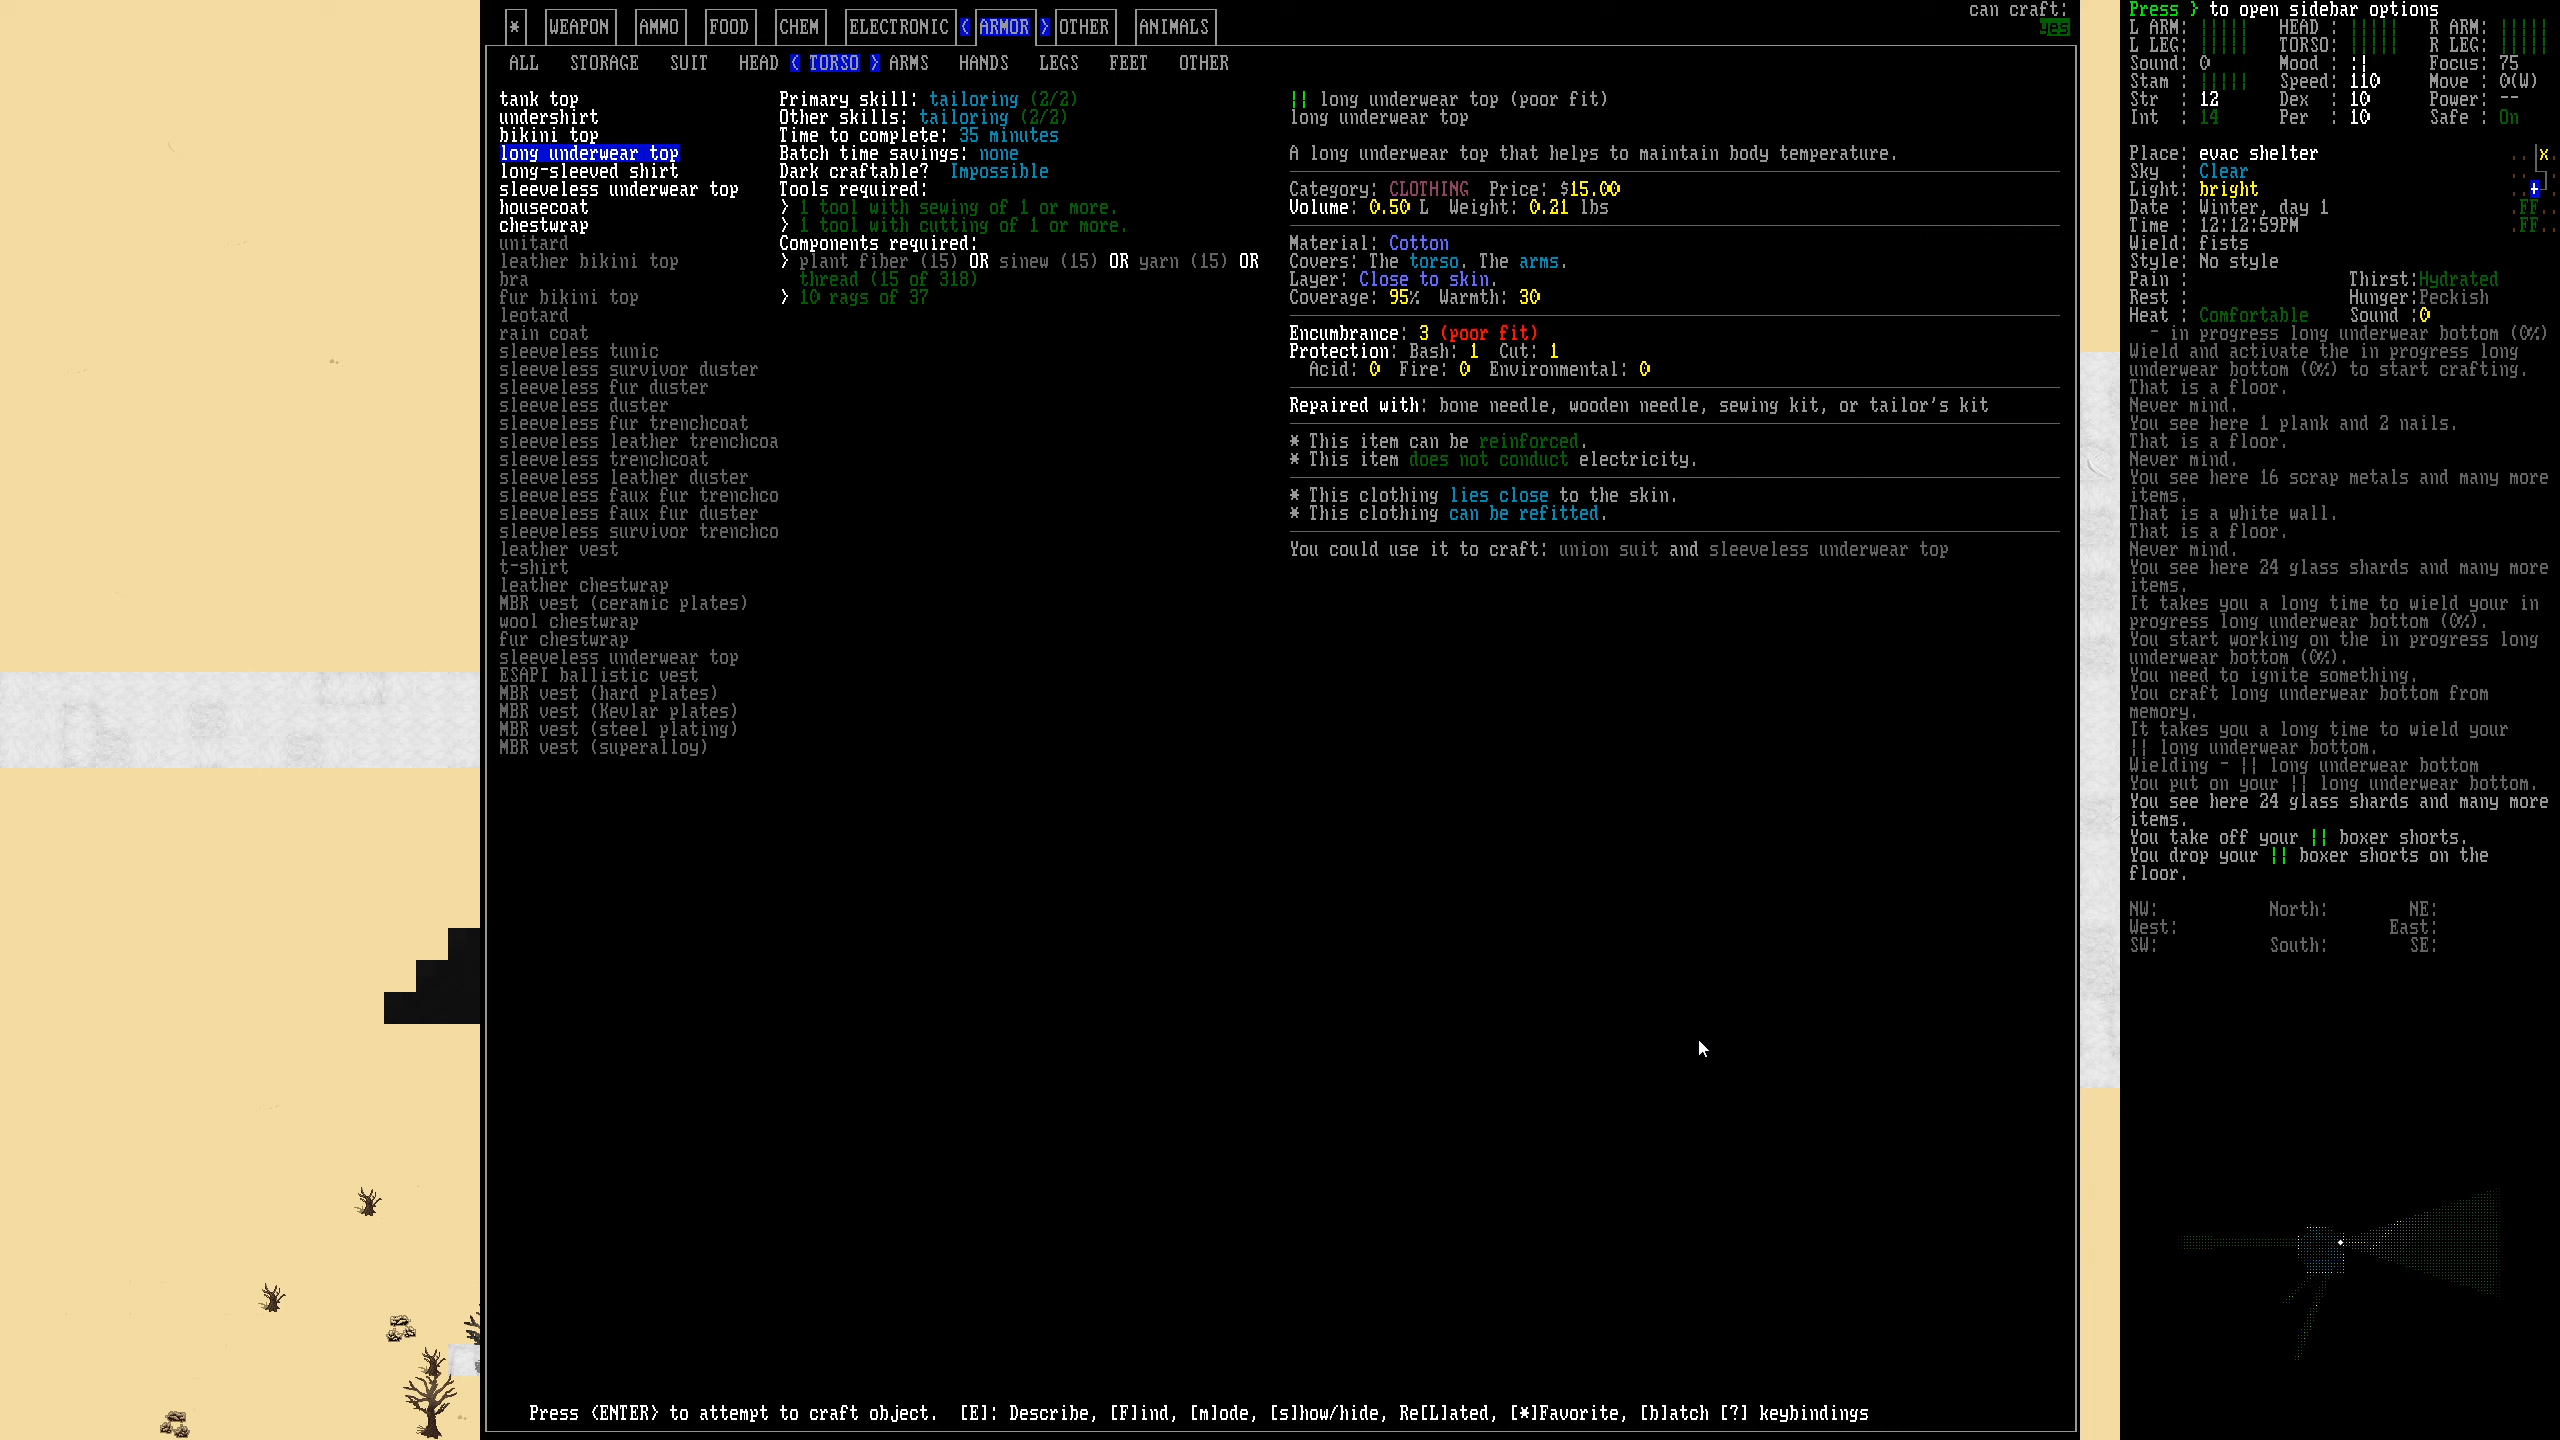 can craft:
* WEAPON AMMO FOOD CHEM ELECTRONIC < ARMOR > OTHER ANIMALS yes
ALL STORAGE SUIT HEAD < TORSO > ARMS HANDS LEGS FEET OTHER
tank top
undershirt
bikini top
long underwear top
long-sleeved shirt
sleeveless underwear top
housecoat
chestwrap
unitard
leather bikini top
bra
fur bikini top
leotard
rain coat
sleeveless tunic
sleeveless survivor duster
sleeveless fur duster
sleeveless duster
sleeveless fur trenchcoat
sleeveless leather trenchcoa
sleeveless trenchcoat
sleeveless leather duster
sleeveless faux fur trenchco
sleeveless faux fur duster
sleeveless survivor trenchco
leather vest
t-shirt
leather chestwrap
MBR vest (ceramic plates)
wool chestwrap
fur chestwrap
sleeveless underwear top
ESAPI ballistic vest
MBR vest (hard plates)
MBR vest (Kevlar plates)
MBR vest (steel plating)
MBR vest (superalloy)
Primary skill: tailoring (2/2)
Other skills: tailoring (2/2)
Time to complete: 35 minutes
Batch time savings: none
Dark craftable? Impossible
Tools required:
> 1 tool with sewing of 1 or more.
> 1 tool with cutting of 1 or more.
Components required:
> plant fiber (15) OR sinew (15) OR yarn (15) OR
thread (15 of 318)
> 10 rags of 37
|| long underwear top (poor fit)
long underwear top
A long underwear top that helps to maintain body temperature.
Category: CLOTHING Price: $15.00
Volume: 0.50 L Weight: 0.21 lbs
Material: Cotton
Covers: The torso. The arms.
Layer: Close to skin.
Coverage: 95% Warmth: 30
Encumbrance: 3 (poor fit)
Protection: Bash: 1 Cut: 1
Acid: 0 Fire: 0 Environmental: 0
Repaired with: bone needle, wooden needle, sewing kit, or tailor's kit
* This item can be reinforced.
* This item does not conduct electricity.
* This clothing lies close to the skin.
* This clothing can be refitted.
You could use it to craft: union suit and sleeveless underwear top
Press <ENTER> to attempt to craft object. [E]: Describe, [F]ind, [m]ode, [s]how/hide, Re[L]ated, [*]Favorite, [b]atch [?] keybindings
Press } to open sidebar options
L ARM: ||||| HEAD : ||||| R ARM: |||||
L LEG: ||||| TORSO: ||||| R LEG: |||||
Sound: 0 Mood : :| Focus: 75
Stam : ||||| Speed: 110 Move : 0(W)
Str : 12 Dex : 10 Power: --
Int : 14 Per : 10 Safe : On
Place: evac shelter
Sky : Clear
Light: bright
Date : Winter, day 1
Time : 12:12:59PM
Wield: fists
Style: No style
Pain : Thirst:Hydrated
Rest : Hunger:Peckish
Heat : Comfortable Sound :0
- in progress long underwear bottom (0%)
Wield and activate the in progress long
underwear bottom (0%) to start crafting.
That is a floor.
Never mind.
You see here 1 plank and 2 nails.
That is a floor.
Never mind.
You see here 16 scrap metals and many more
items.
That is a white wall.
That is a floor.
Never mind.
You see here 24 glass shards and many more
items.
It takes you a long time to wield your in
progress long underwear bottom (0%).
You start working on the in progress long
underwear bottom (0%).
You need to ignite something.
You craft long underwear bottom from
memory.
It takes you a long time to wield your
|| long underwear bottom.
Wielding - || long underwear bottom
You put on your || long underwear bottom.
You see here 24 glass shards and many more
items.
You take off your || boxer shorts.
You drop your || boxer shorts on the
floor.
NW: North: NE:
West: East:
SW: South: SE: